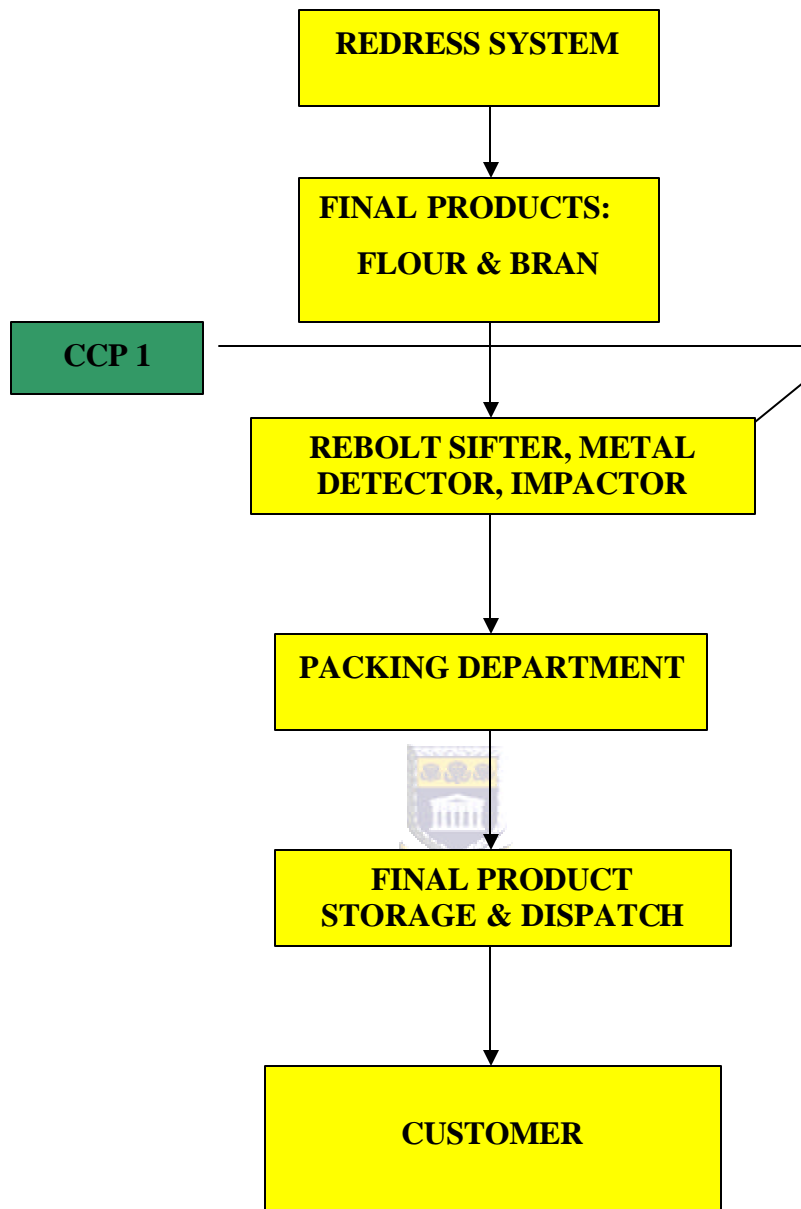 REDRESS SYSTEM
FINAL PRODUCTS:
FLOUR & BRAN
CCP 1
REBOLT SIFTER, METAL
DETECTOR, IMPACTOR
PACKING DEPARTMENT
FINAL PRODUCT
STORAGE & DISPATCH
CUSTOMER